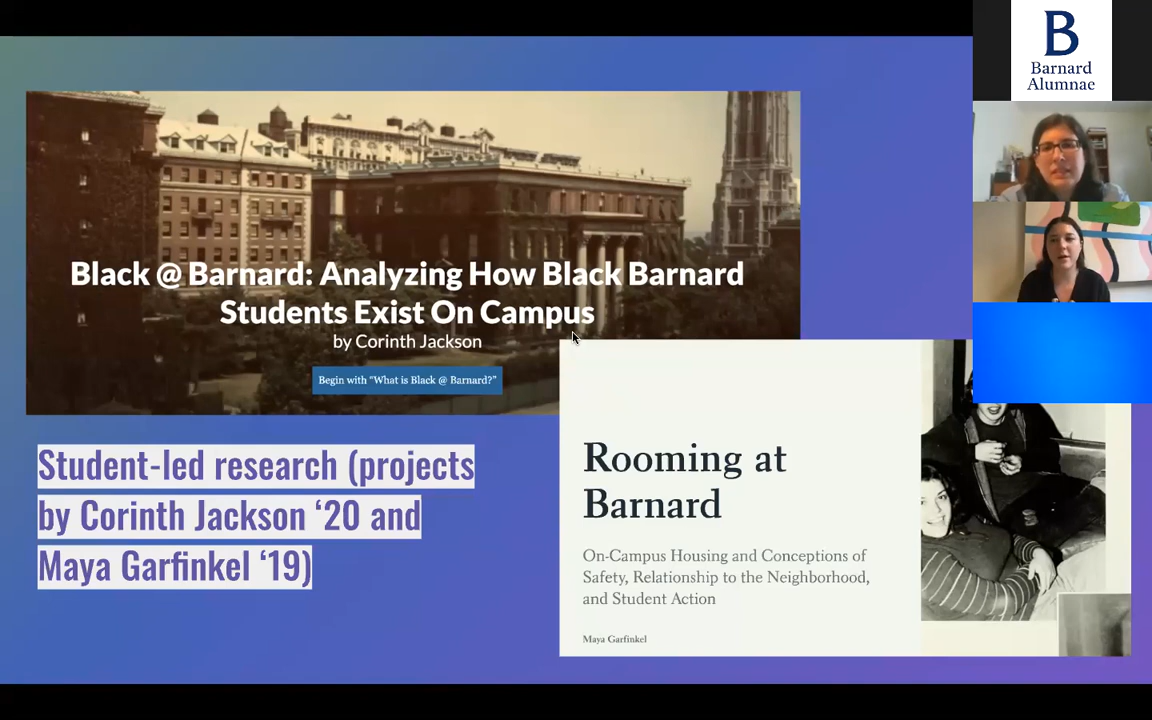 Black @ Barnard: Analyzing How Black Barnard
Students Exist On Campus
by Corinth Jackson
Begin with “What is Black @ Barnard?”
Student-led research (projects
by Corinth Jackson ‘20 and
Maya Garfinkel ‘19)
Rooming at
Barnard
On-Campus Housing and Conceptions of
Safety, Relationship to the Neighborhood,
and Student Action
Maya Garfinkel
B
Barnard
Alumnae